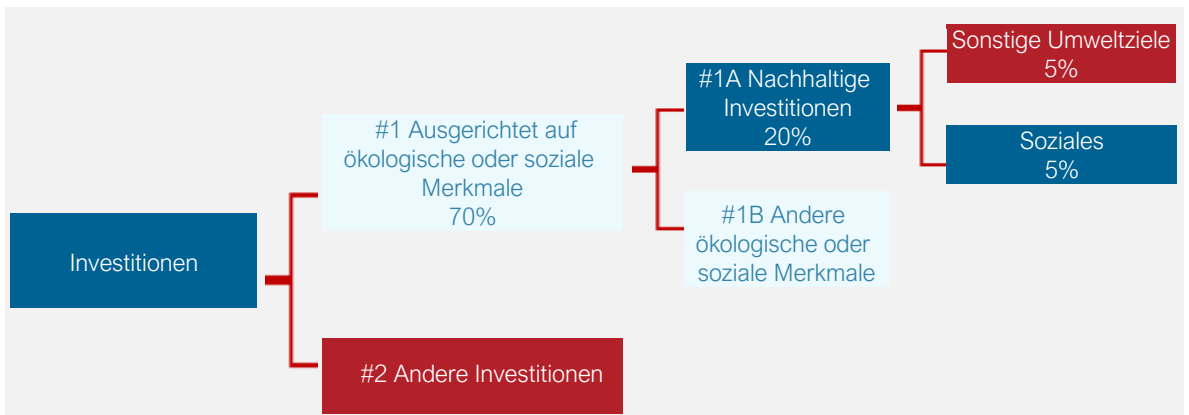 Investitionen
#1 Ausgerichtet auf
ökologische oder soziale
Merkmale
70%
#2 Andere Investitionen
#1A Nachhaltige
Investitionen
20%
#1B Andere
ökologische oder
soziale Merkmale
Sonstige Umweltziele
5%
Soziales
5%